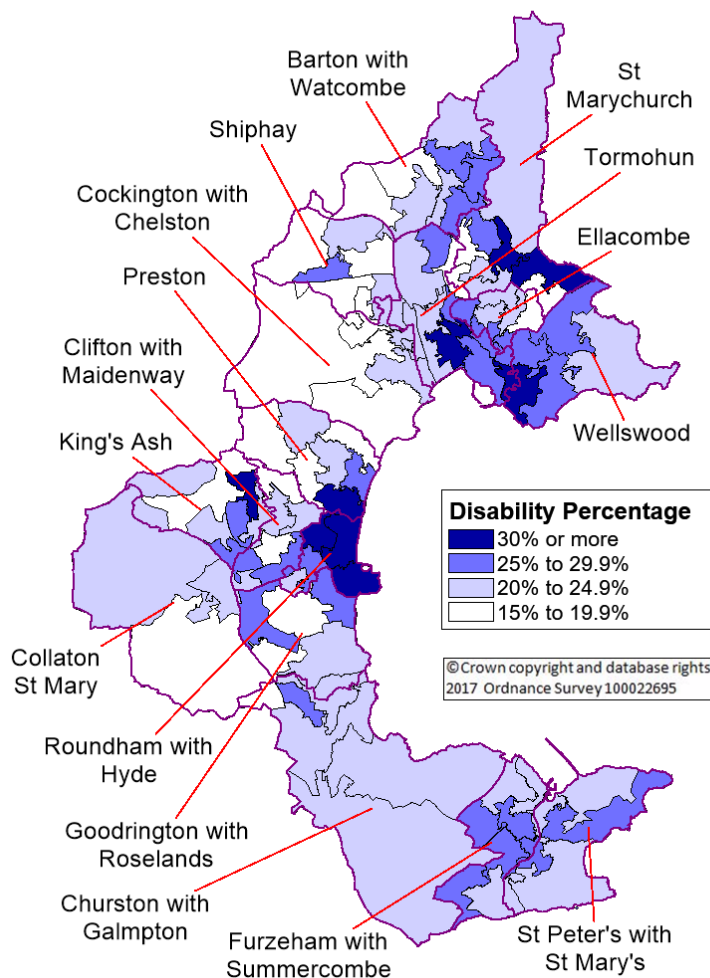 Barton with
Watcombe
St
Marychurch
Shiphay
Tormohun
Cockington with
Chelston
Ellacombe
Preston
Clifton with
Maidenway
King's Ash
Wellswood
Disability Percentage
30% or more
25% to 29.9%
20% to 24.9%
15% to 19.9%
Collaton
St Mary
©Crown copyright and database rights
2017 Ordnance Survey 100022695
Roundham with
Hyde
Goodrington with
Roselands
Churston with
Galmpton
Furzeham with
Summercombe
St Peter's with
St Mary's